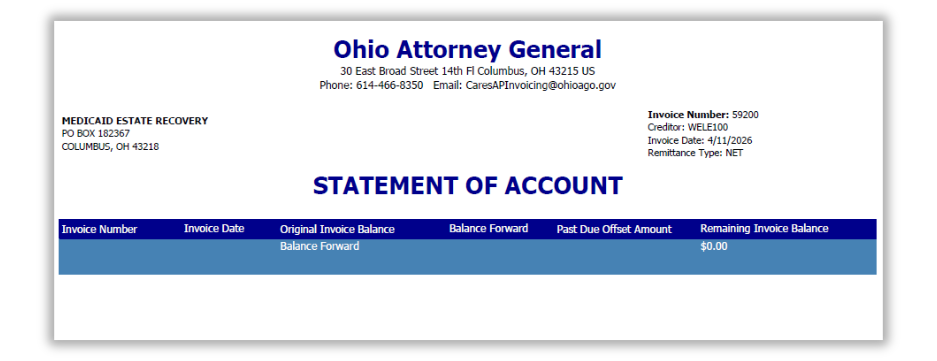 Ohio Attorney General
30 East Broad Street 14th Fl Columbus, OH 43215 US
Phone: 614-466-8350 Email: CaresAPInvoicing@ohioago.gov
MEDICAID ESTATE RECOVERY
PO BOX 182367
COLUMBUS, OH 43218
Invoice Number: 59200
Creditor: WELE100
Invoice Date: 4/11/2026
Remittance Type: NET
STATEMENT OF ACCOUNT
Invoice Number Invoice Date Original Invoice Balance Balance Forward Past Due Offset Amount Remaining Invoice Balance
Balance Forward $0.00